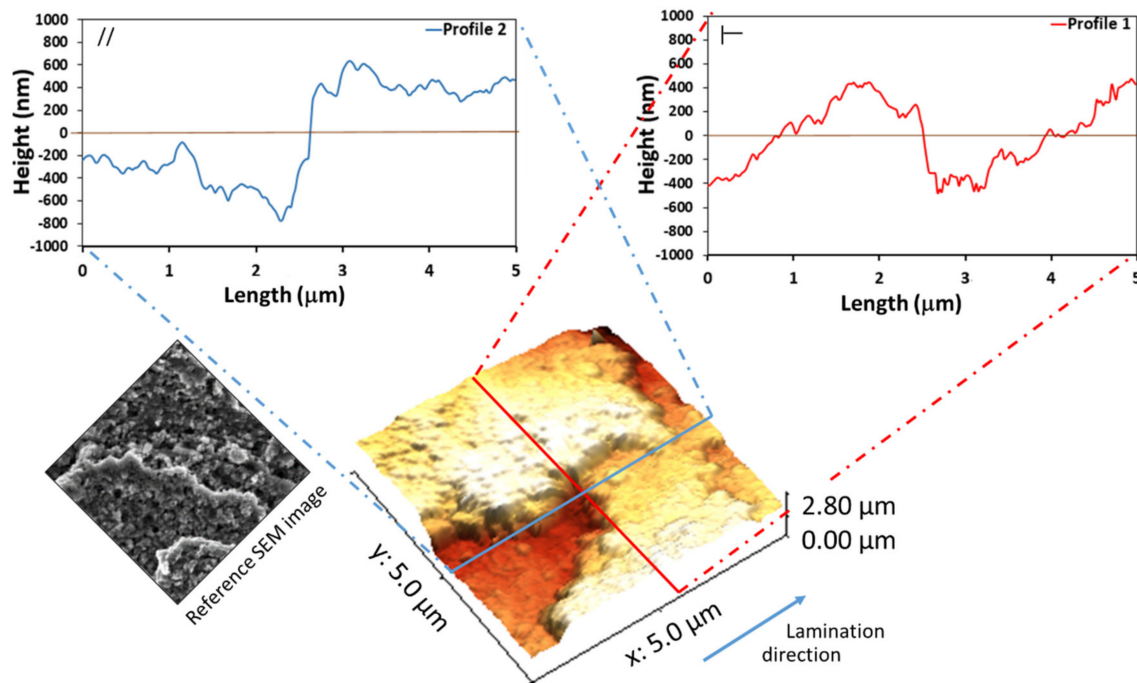 //
Profile 2
1000
800
600
400
200
0
-200
-400
-600
-800
-1000
Height (nm)
0 1 2 3 4 5
Length (μm)
Profile 1
1000
800
600
400
200
0
-200
-400
-600
-800
-1000
Height (nm)
0 1 2 3 4 5
Length (μm)
Reference SEM image
y: 5.0 μm
x: 5.0 μm
2.80 μm
0.00 μm
Lamination
direction